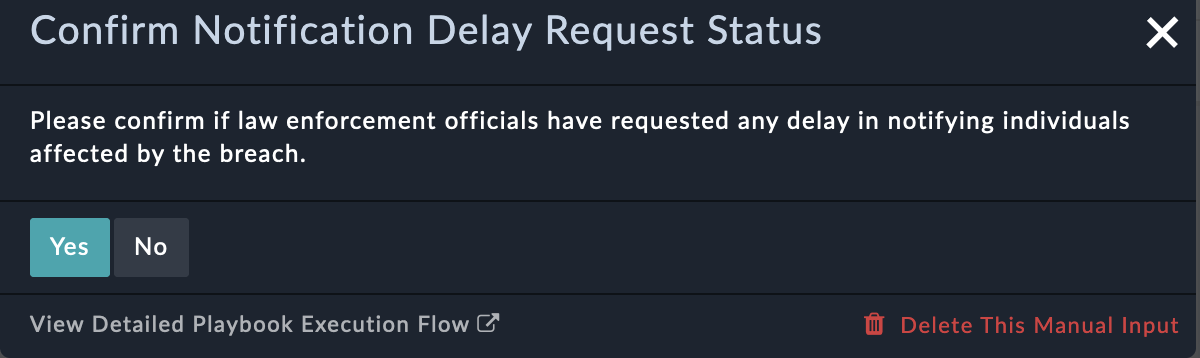 Confirm Notification Delay Request Status
Please confirm if law enforcement officials have requested any delay in notifying individuals
affected by the breach.
Yes No
View Detailed Playbook Execution Flow Delete This Manual Input